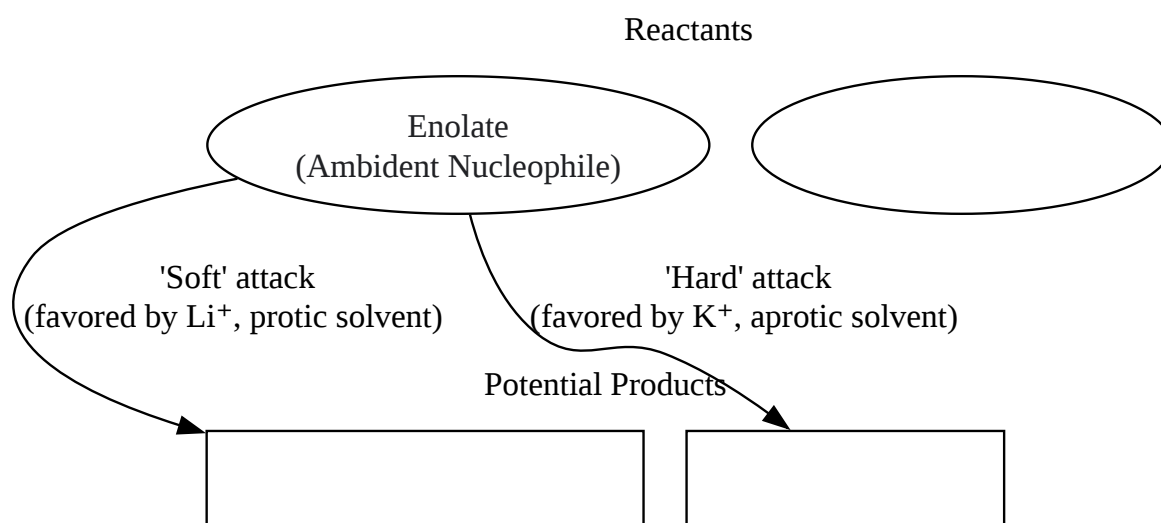 Reactants
Enolate
(Ambident Nucleophile)
'Soft' attack
(favored by Li⁺, protic solvent)
'Hard' attack
(favored by K⁺, aprotic solvent)
Potential Products